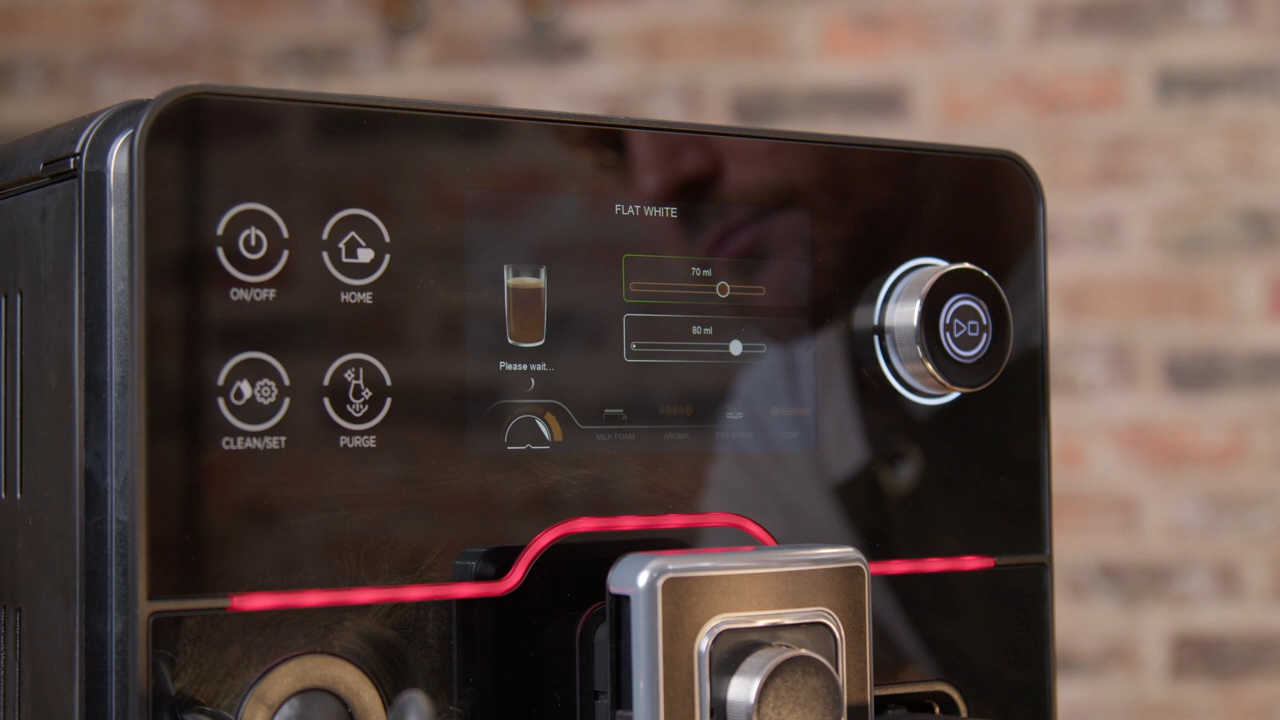 FLAT WHITE
70 ml
ON/OFF
HOME
80 ml
Please wait...
CLEAN/SET
PURGE
MILK FOAM
AROMA